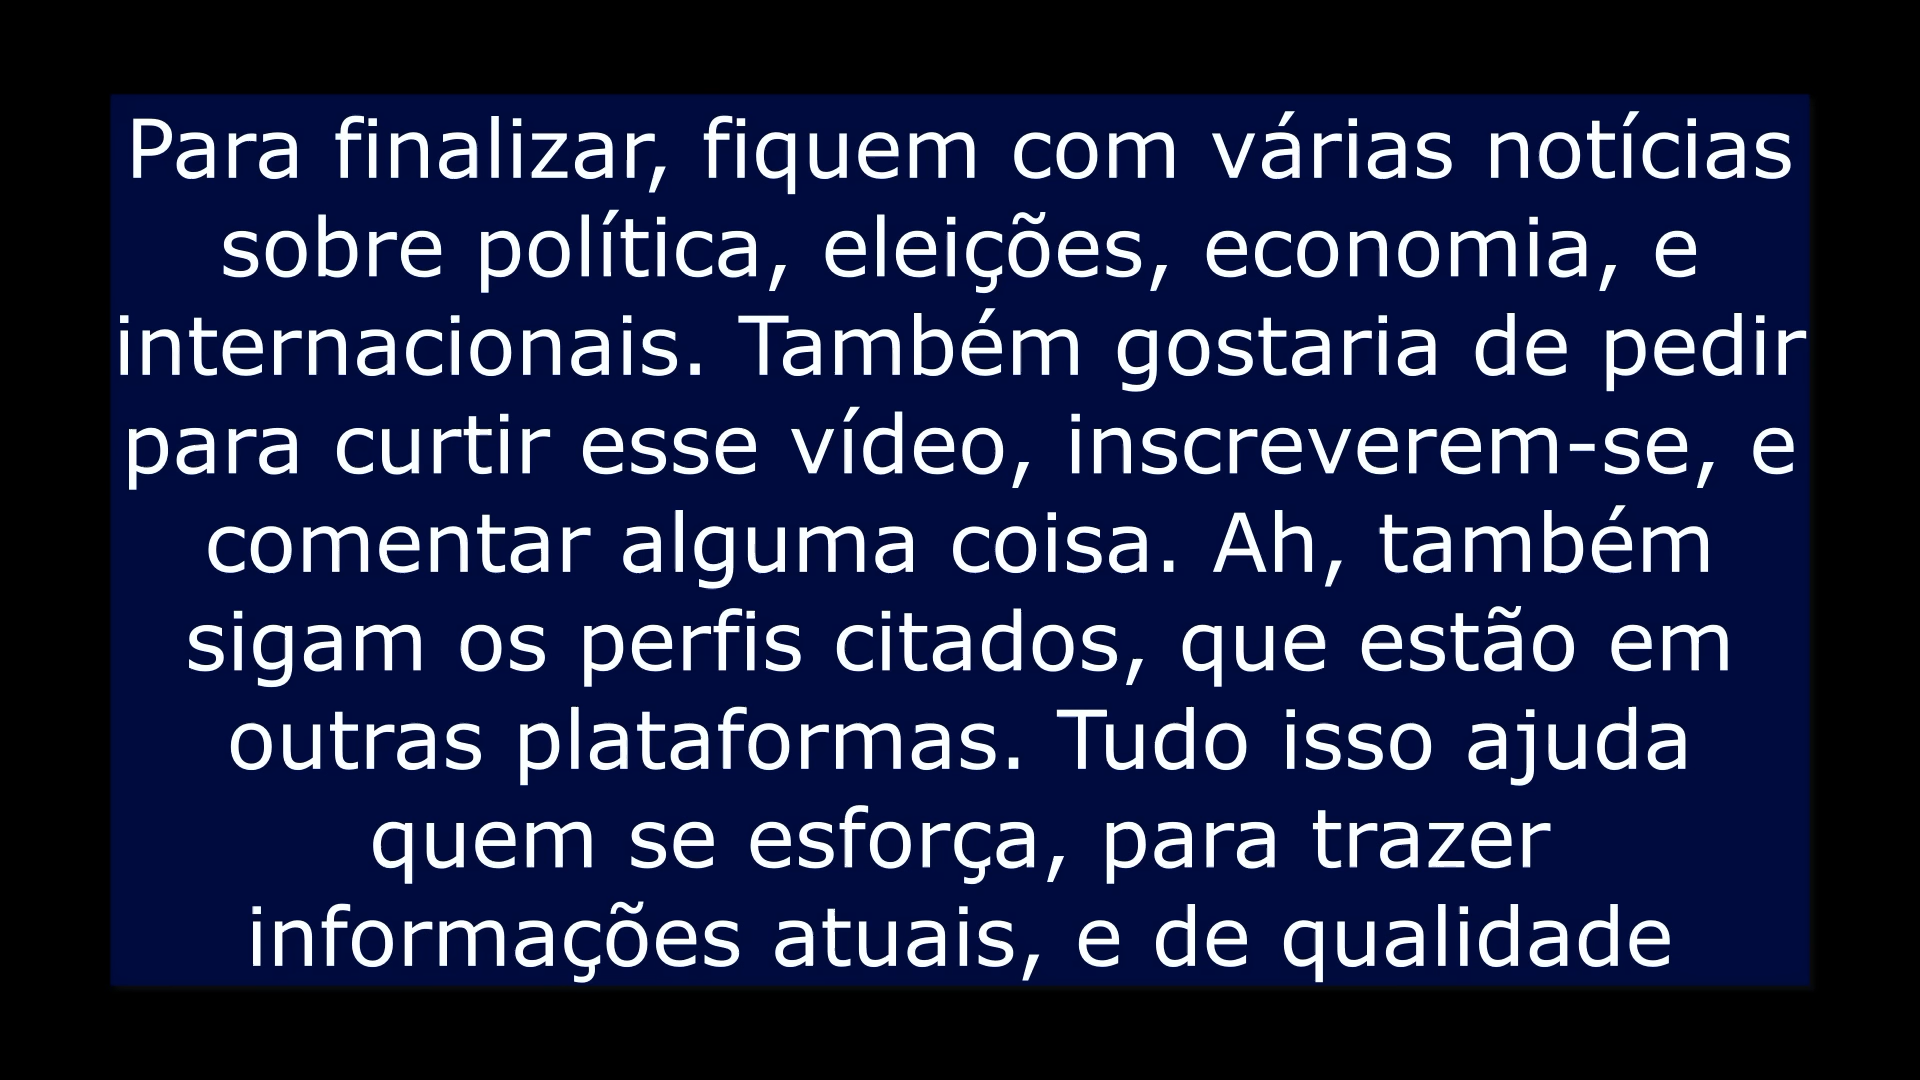 Para finalizar, fiquem com várias notícias
sobre política, eleições, economia, e
internacionais. Também gostaria de pedir
para curtir esse vídeo, inscreverem-se, e
comentar alguma coisa. Ah, também
sigam os perfis citados, que estão em
outras plataformas. Tudo isso ajuda
quem se esforça, para trazer
informações atuais, e de qualidade